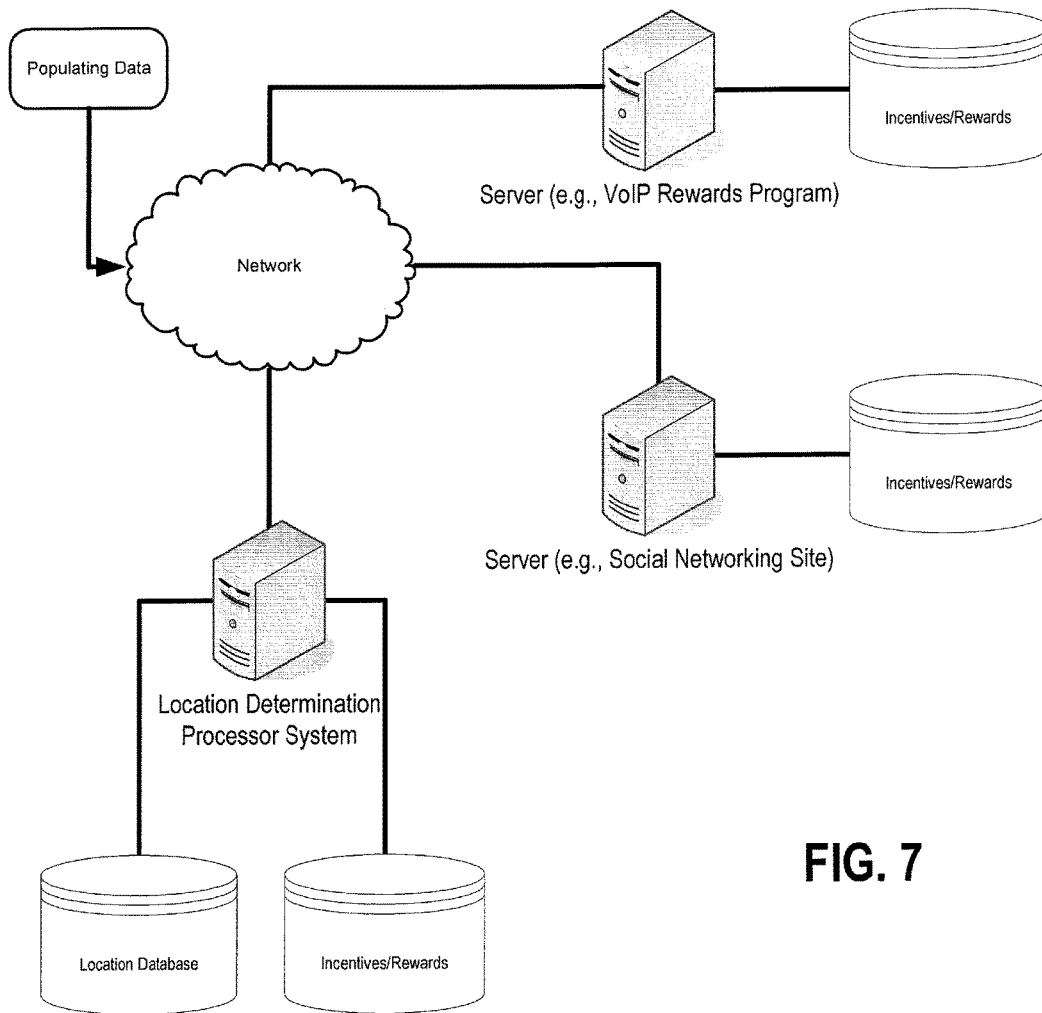 Populating Data
Incentives/Rewards
Server (e.g., VoIP Rewards Program)
Network
Incentives/Rewards
Server (e.g., Social Networking Site)
Location Determination
Processor System
FIG. 7
Location Database
Incentives/Rewards